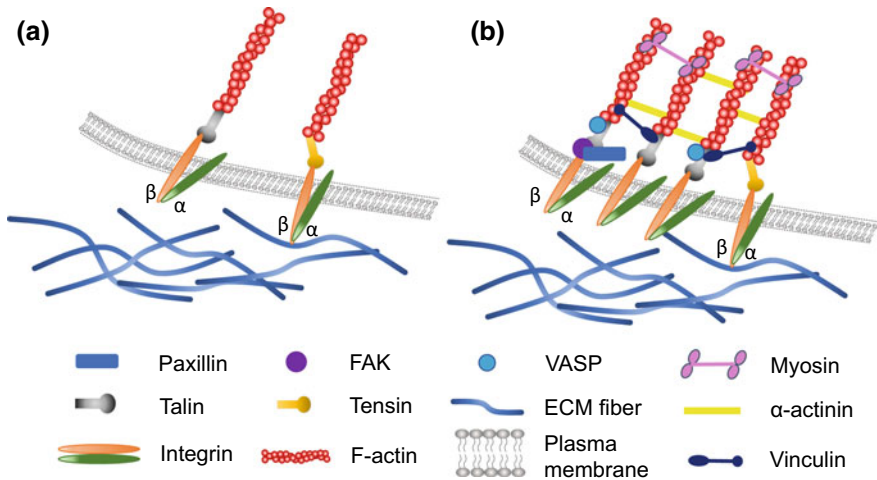 (a)
(b)
β
α
β
α
β
α
β
α
Paxillin
FAK
VASP
Myosin
Talin
Tensin
ECM fiber
α-actinin
Integrin
F-actin
Plasma
membrane
Vinculin